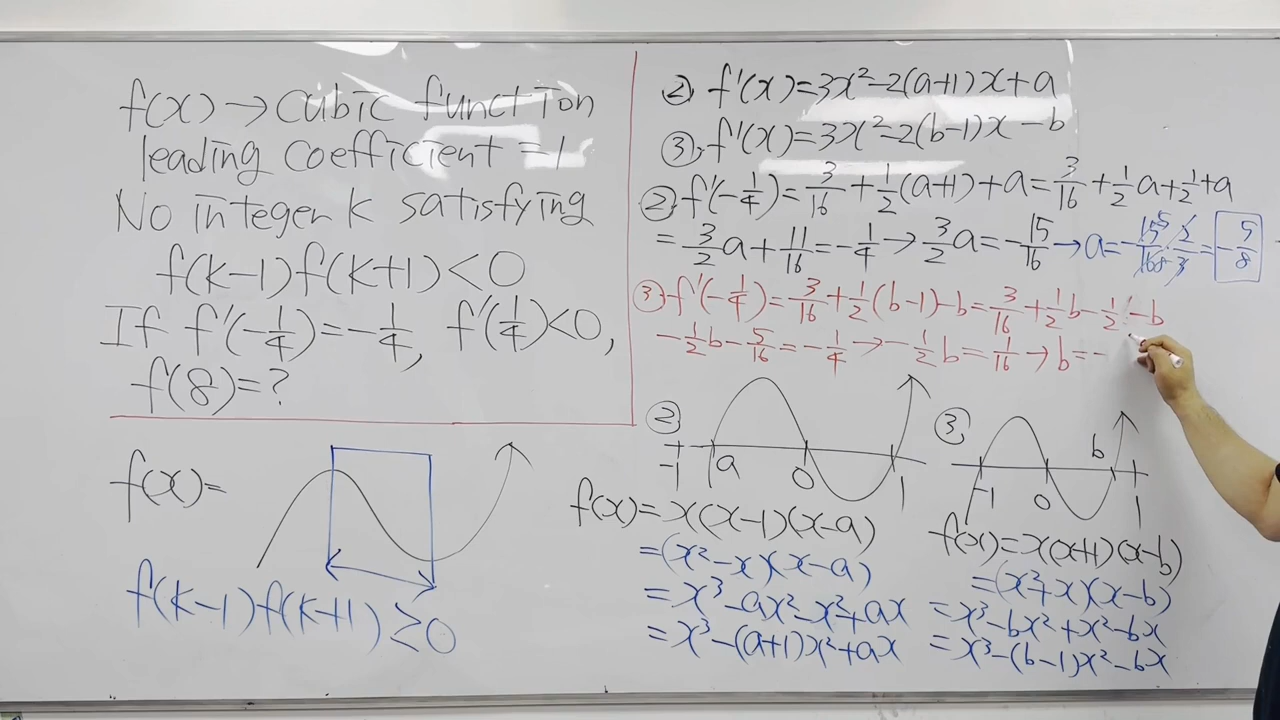 f(x) → cubic function
leading coefficient = 1
No integer k satisfying
f(k-1)f(k+1)<0
If f'(-1/4)=-1/4, f'(1/4)<0,
f(8)=?
f(x)=
f(k-1)f(k+1)≥0
② f'(x)=3x²-2(a+1)x+a
③ f'(x)=3x²-2(b-1)x-b
② f'(-1/4)=3/16+1/2(a+1)+a=3/16+1/2a+1/2+a
=3/2a+11/16=-1/4→3/2a=-15/16→a=-15/16·2/3=-5/8
③ f'(-1/4)=3/16+1/2(b-1)-b=3/16+1/2b-1/2-b
-1/2b-5/16=-1/4→-1/2b=1/16→b=-
②
-1 a 0 1
f(x)=x(x-1)(x-a)
=(x²-x)(x-a)
=x³-ax²-x²+ax
=x³-(a+1)x²+ax
③
-1 0 b 1
f(x)=x(x+1)(x-b)
=(x²+x)(x-b)
=x³-bx²+x²-bx
=x³-(b-1)x²-bx